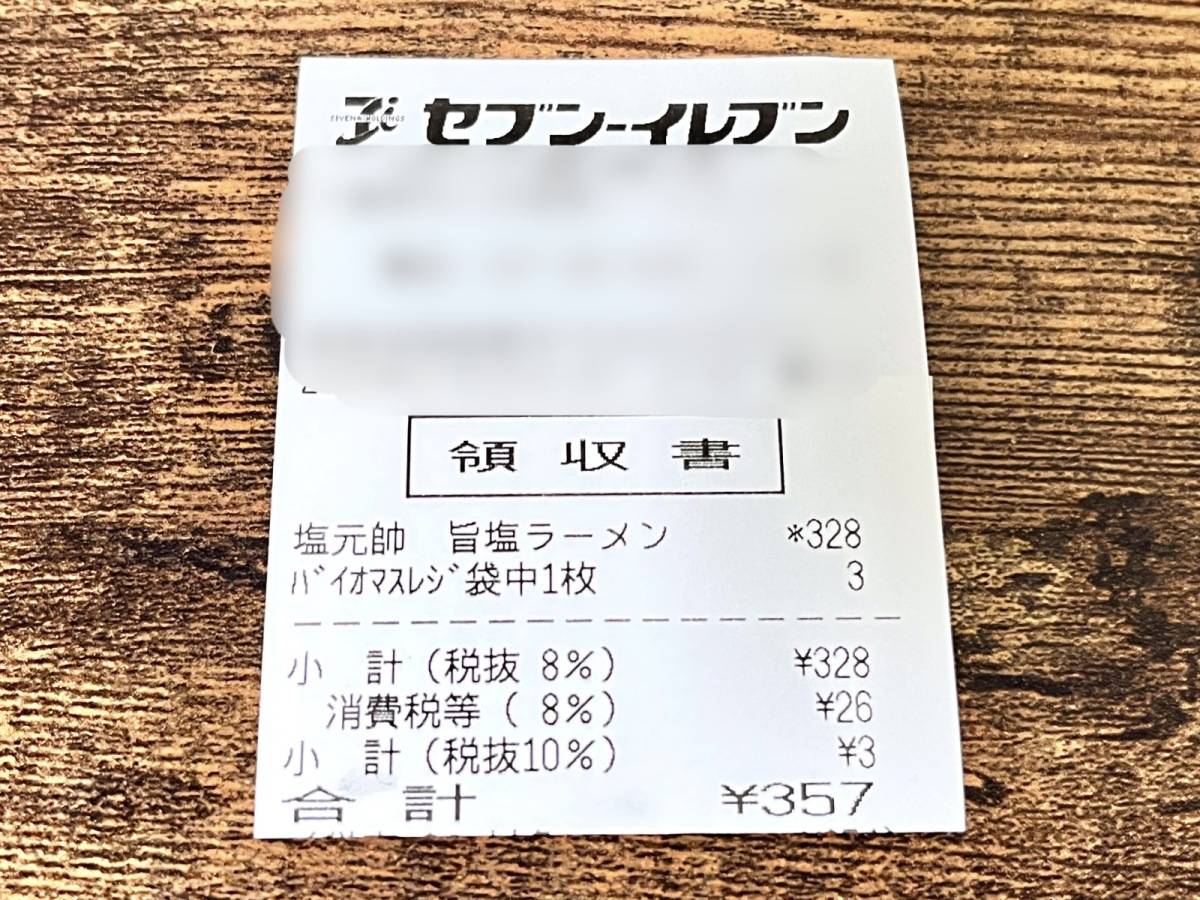 セブン-イレブン
領収書
塩元帥 旨塩ラーメン *328
ﾊﾞｲｵﾏｽﾚｼﾞ袋中1枚 3
小 計(税抜 8%) ¥328
消費税等( 8%) ¥26
小 計(税抜10%) ¥3
合 計 ¥357